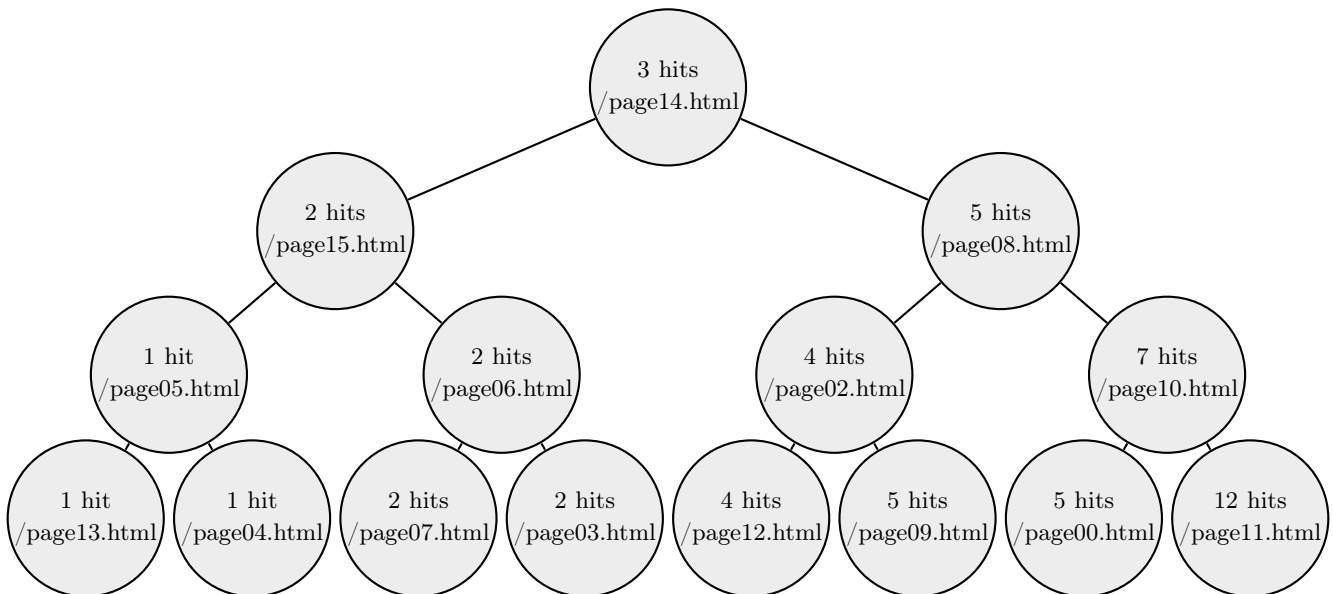 3 hits
/page14.html
2 hits
/page15.html
5 hits
/page08.html
1 hit
/page05.html
2 hits
/page06.html
4 hits
/page02.html
7 hits
/page10.html
1 hit
/page13.html
1 hit
/page04.html
2 hits
/page07.html
2 hits
/page03.html
4 hits
/page12.html
5 hits
/page09.html
5 hits
/page00.html
12 hits
/page11.html